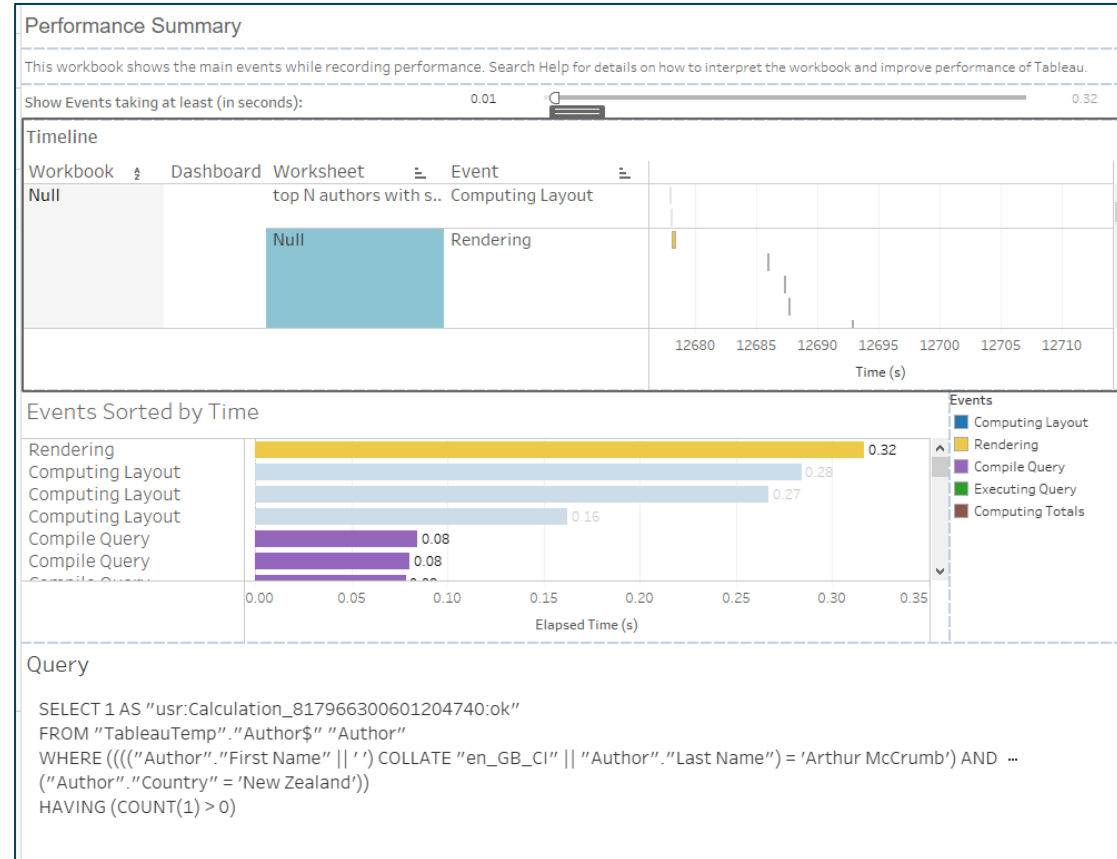 Performance Summary
This workbook shows the main events while recording performance. Search Help for details on how to interpret the workbook and improve performance of Tableau.
Show Events taking at least (in seconds): 0.01 0.32
Timeline
Workbook Dashboard Worksheet Event
Null top N authors with s.. Computing Layout
Null Rendering
12680 12685 12690 12695 12700 12705 12710
Time (s)
Events Sorted by Time
Events
Computing Layout
Rendering
Compile Query
Executing Query
Computing Totals
Rendering 0.32
Computing Layout 0.28
Computing Layout 0.27
Computing Layout 0.16
Compile Query 0.08
Compile Query 0.08
0.00 0.05 0.10 0.15 0.20 0.25 0.30 0.35
Elapsed Time (s)
Query
SELECT 1 AS "usr:Calculation_817966300601204740:ok"
FROM "TableauTemp"."Author$" "Author"
WHERE (((("Author"."First Name" || ' ') COLLATE "en_GB_CI" || "Author"."Last Name") = 'Arthur McCrumb') AND ···
("Author"."Country" = 'New Zealand'))
HAVING (COUNT(1) > 0)